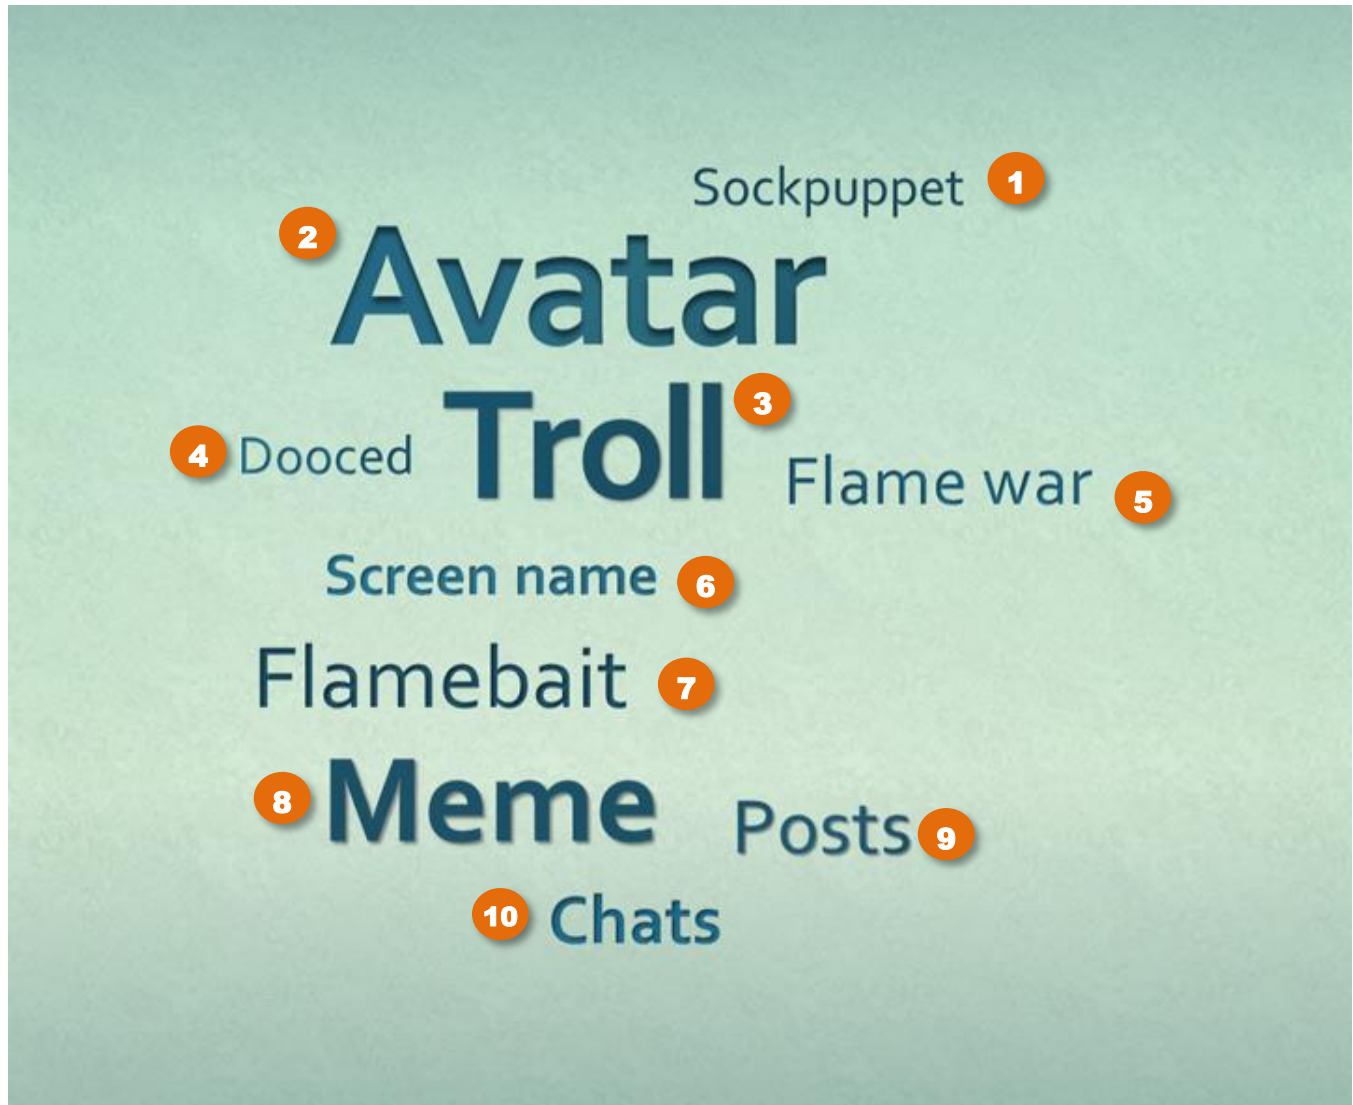 Sockpuppet 1
2 Avatar
Troll 3
4 Dooced
Flame war 5
Screen name 6
Flamebait 7
8 Meme
Posts 9
10 Chats